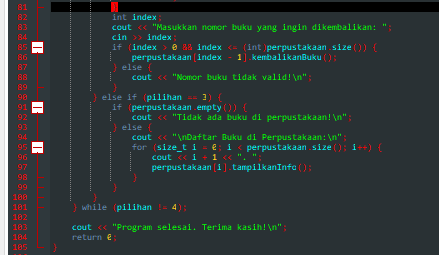 81 }
82 int index;
83 cout << "Masukkan nomor buku yang ingin dikembalikan: ";
84 cin >> index;
85 if (index > 0 && index <= (int)perpustakaan.size()) {
86 perpustakaan[index - 1].kembalikanBuku();
87 } else {
88 cout << "Nomor buku tidak valid!\n";
89 }
90 } else if (pilihan == 3) {
91 if (perpustakaan.empty()) {
92 cout << "Tidak ada buku di perpustakaan!\n";
93 } else {
94 cout << "\nDaftar Buku di Perpustakaan:\n";
95 for (size_t i = 0; i < perpustakaan.size(); i++) {
96 cout << i + 1 << ". ";
97 perpustakaan[i].tampilkanInfo();
98 }
99 }
100 }
101 } while (pilihan != 4);
102
103 cout << "Program selesai. Terima kasih!\n";
104 return 0;
105 }